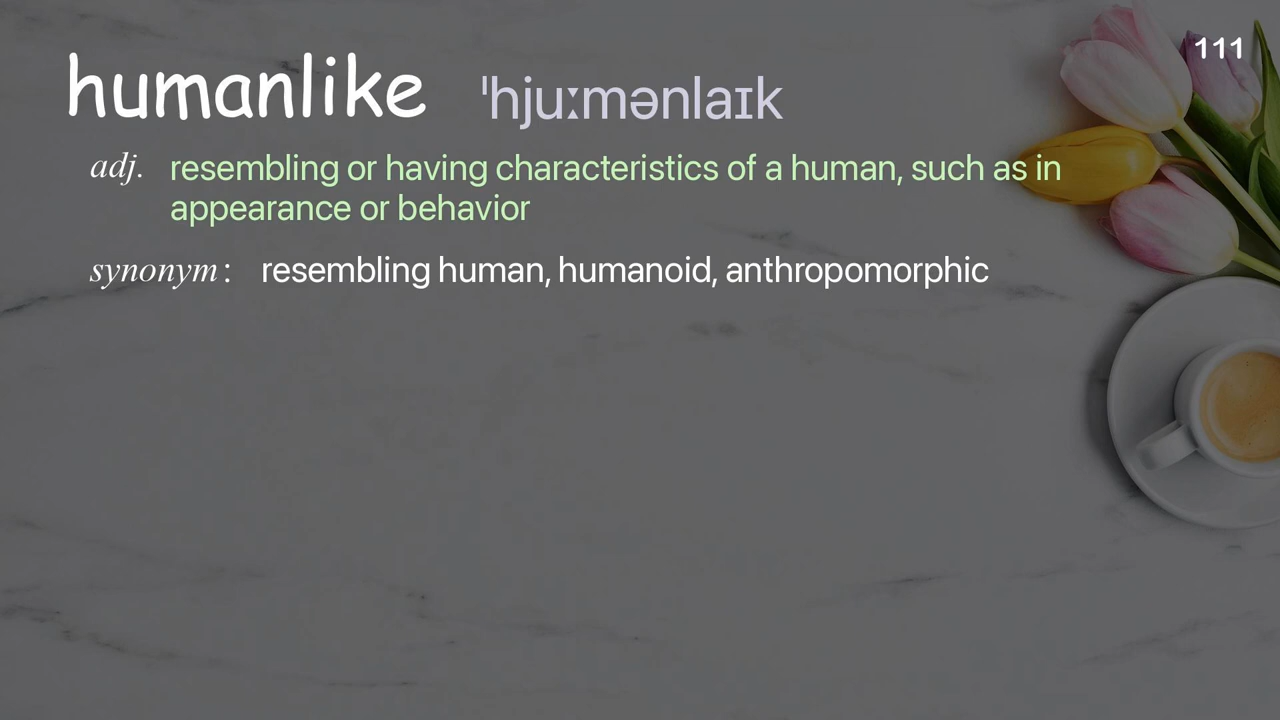 111
humanlike ˈhjuːmənlaɪk
adj. resembling or having characteristics of a human, such as in
appearance or behavior
synonym: resembling human, humanoid, anthropomorphic